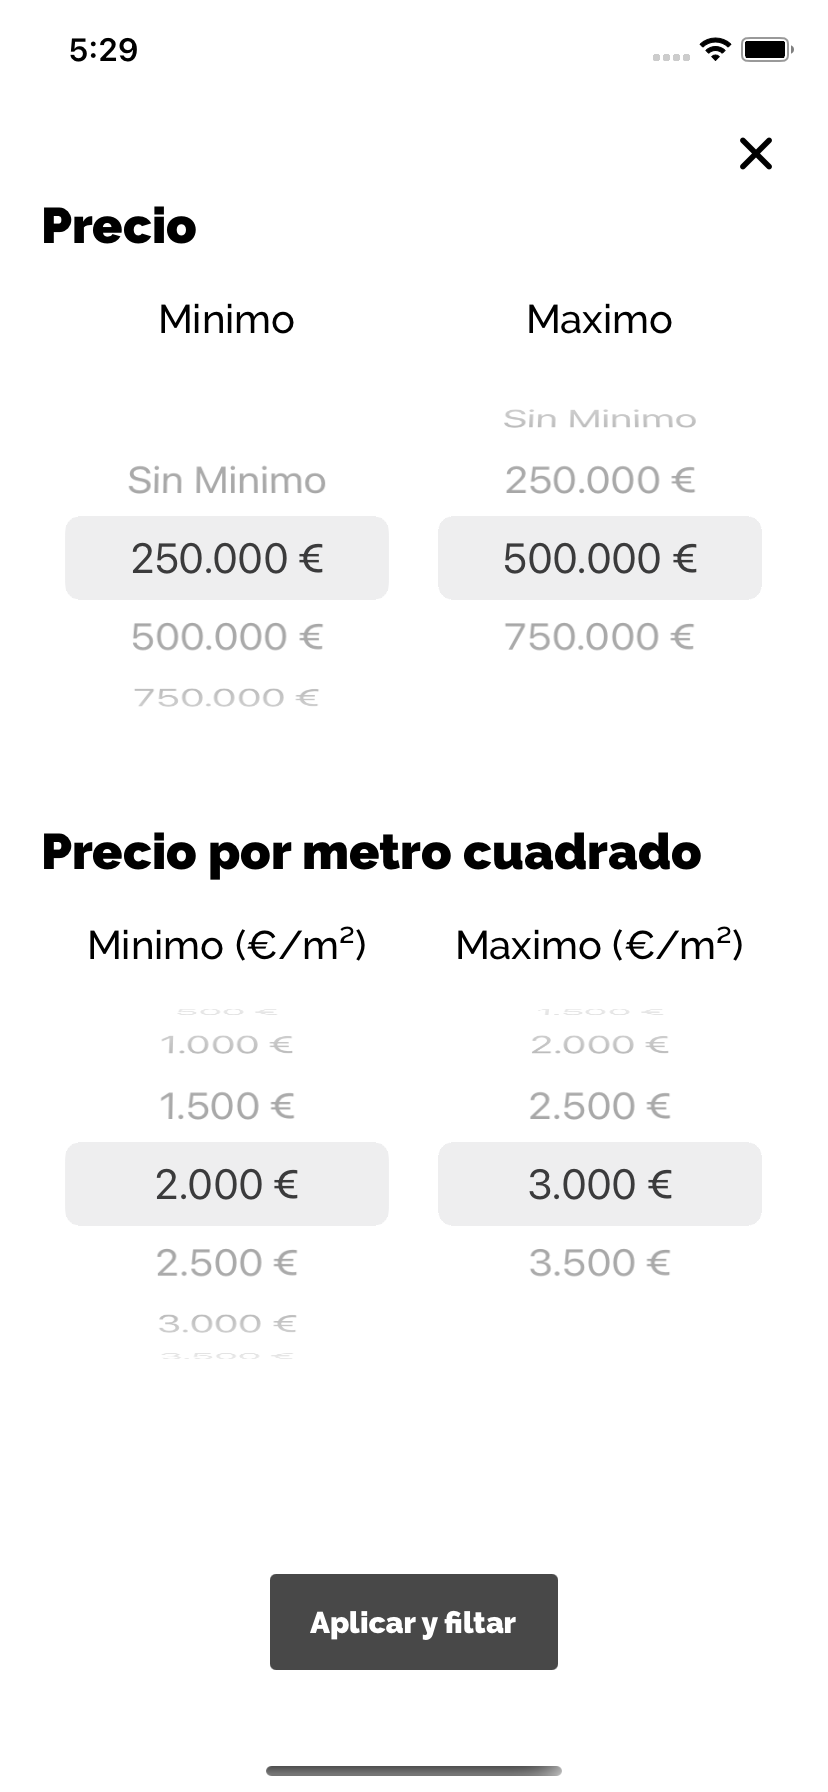 5:29
Precio
Minimo Maximo
Sin Minimo
Sin Minimo 250.000 €
250.000 € 500.000 €
500.000 € 750.000 €
750.000 €
Precio por metro cuadrado
Minimo (€/m²) Maximo (€/m²)
500 € 1.500 €
1.000 € 2.000 €
1.500 € 2.500 €
2.000 € 3.000 €
2.500 € 3.500 €
3.000 €
3.500 €
Aplicar y filtar